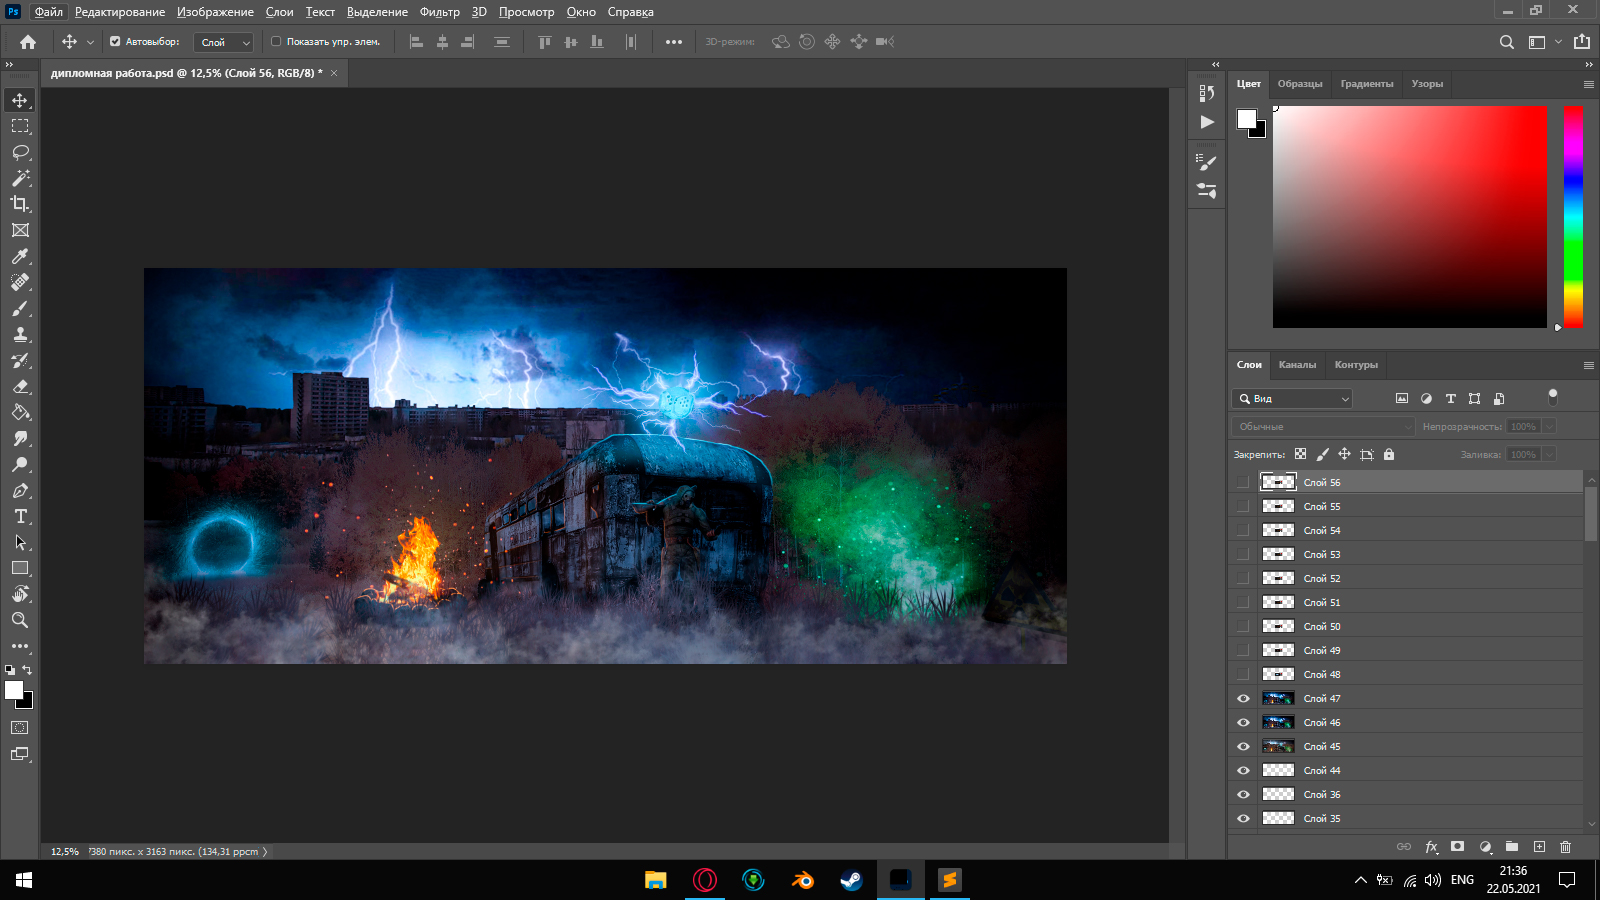 Ps Файл Редактирование Изображение Слои Текст Выделение Фильтр 3D Просмотр Окно Справка
Автовыбор: Слой Показать упр. элем. 3D-режим:
дипломная работа.psd @ 12,5% (Слой 56, RGB/8) * ×
Цвет Образцы Градиенты Узоры
Слои Каналы Контуры
Вид
Обычные Непрозрачность: 100%
Закрепить: Заливка: 100%
Слой 56
Слой 55
Слой 54
Слой 53
Слой 52
Слой 51
Слой 50
Слой 49
Слой 48
Слой 47
Слой 46
Слой 45
Слой 44
Слой 36
Слой 35
12,5% 7380 пикс. x 3163 пикс. (134,31 ppcm)
fx
ENG
21:36
22.05.2021